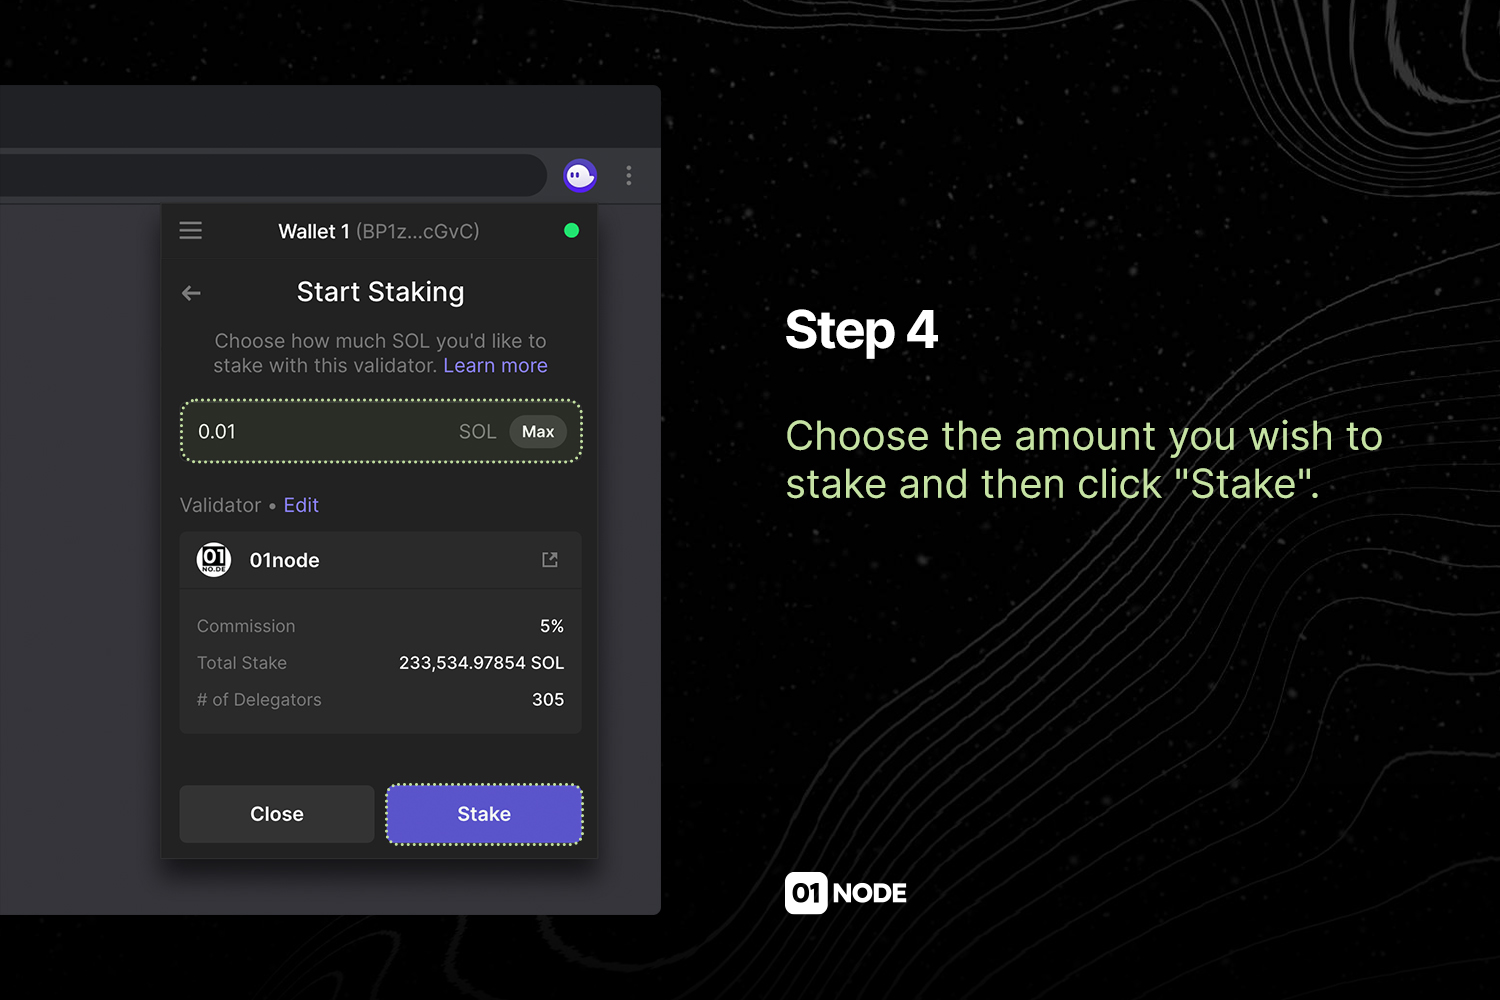 Wallet 1 (BP1z...cGvC)
Start Staking
Choose how much SOL you'd like to
stake with this validator. Learn more
0.01 SOL Max
Validator • Edit
01 NO.DE 01node
Commission 5%
Total Stake 233,534.97854 SOL
# of Delegators 305
Close Stake
Step 4
Choose the amount you wish to
stake and then click "Stake".
01 NODE